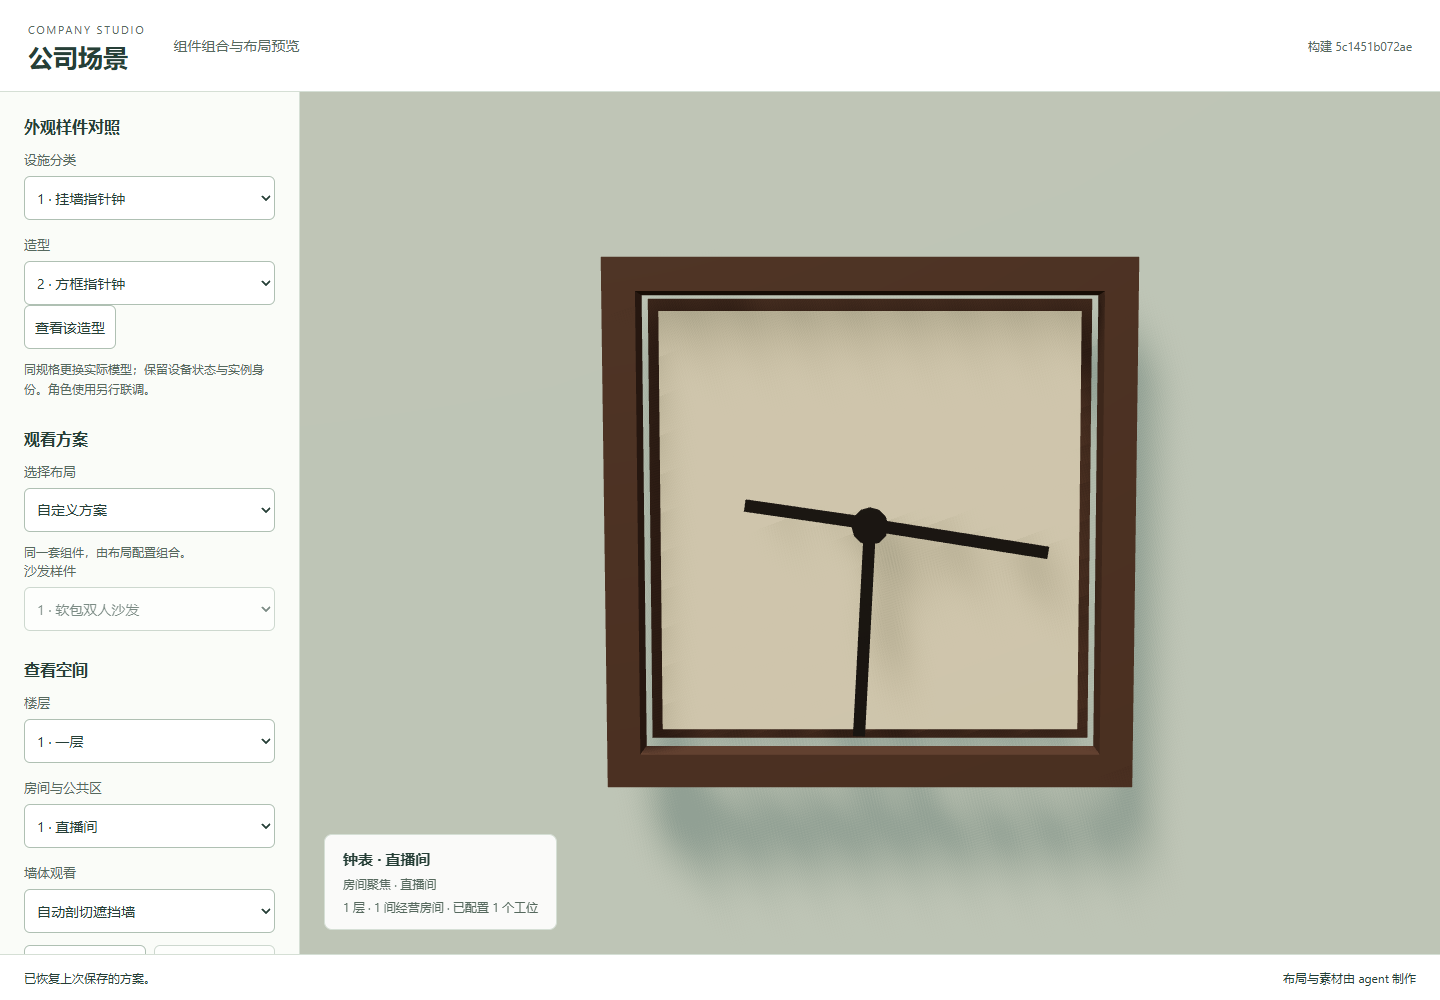 COMPANY STUDIO
公司场景
组件组合与布局预览
构建 5c1451b072ae
外观样件对照
设施分类
1 · 挂墙指针钟
造型
2 · 方框指针钟
查看该造型
同规格更换实际模型；保留设备状态与实例身
份。角色使用另行联调。
观看方案
选择布局
自定义方案
同一套组件，由布局配置组合。
沙发样件
1 · 软包双人沙发
查看空间
楼层
1 · 一层
房间与公共区
1 · 直播间
墙体观看
自动剖切遮挡墙
钟表 · 直播间
房间聚焦 · 直播间
1 层 · 1 间经营房间 · 已配置 1 个工位
已恢复上次保存的方案。
布局与素材由 agent 制作